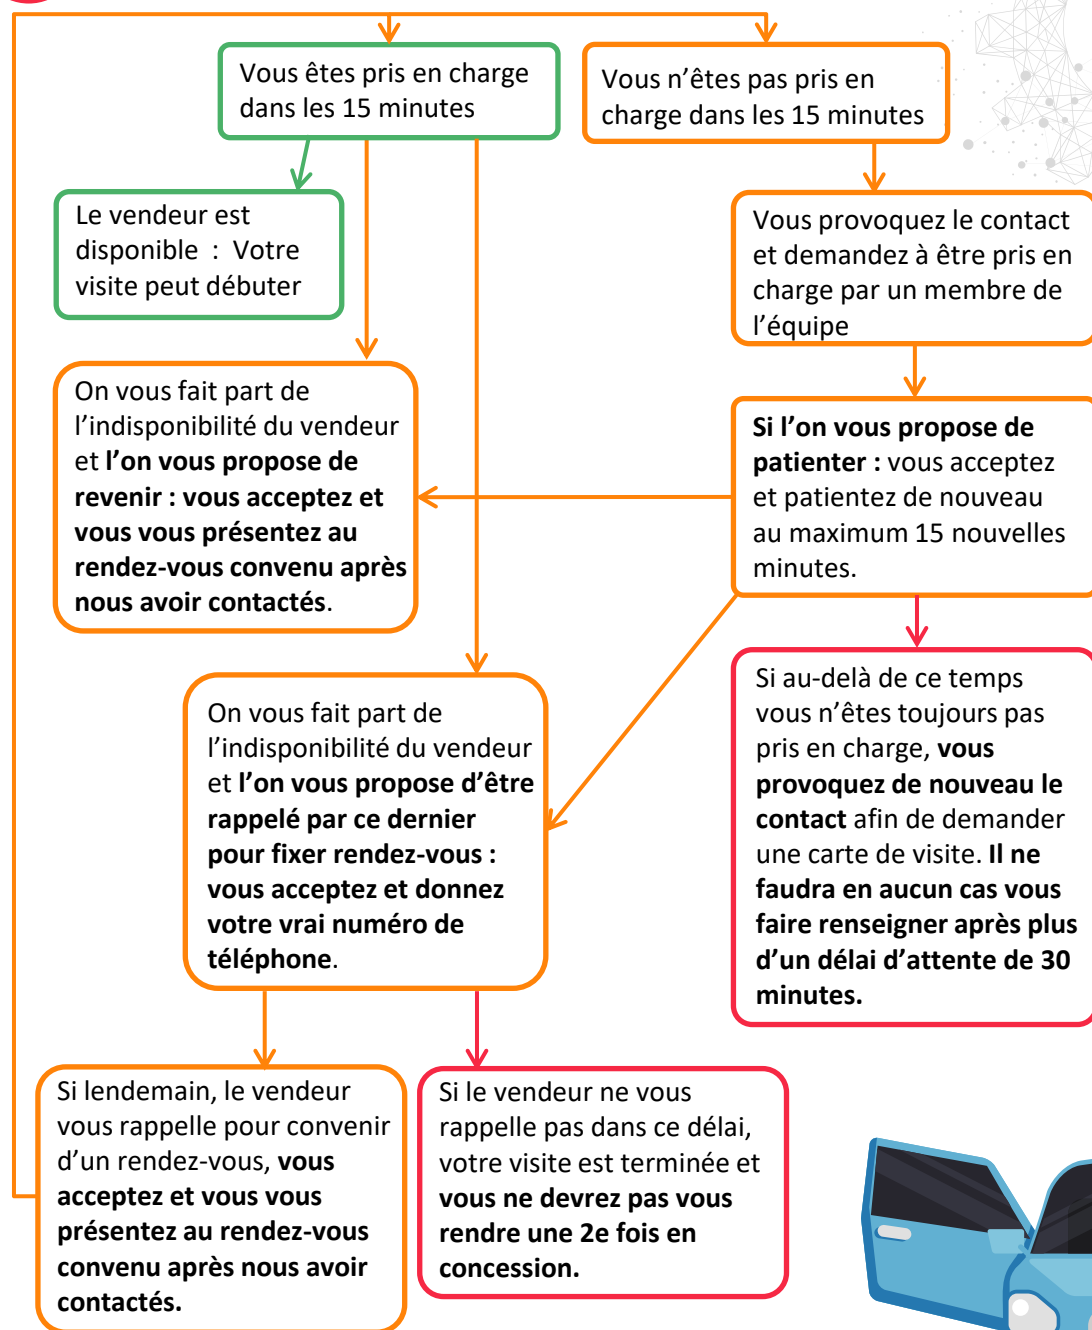 Vous êtes pris en charge
dans les 15 minutes
Vous n’êtes pas pris en
charge dans les 15 minutes
Le vendeur est
disponible : Votre
visite peut débuter
Vous provoquez le contact
et demandez à être pris en
charge par un membre de
l’équipe
On vous fait part de
l’indisponibilité du vendeur
et l’on vous propose de
revenir : vous acceptez et
vous vous présentez au
rendez-vous convenu après
nous avoir contactés.
Si l’on vous propose de
patienter : vous acceptez
et patientez de nouveau
au maximum 15 nouvelles
minutes.
On vous fait part de
l’indisponibilité du vendeur
et l’on vous propose d’être
rappelé par ce dernier
pour fixer rendez-vous :
vous acceptez et donnez
votre vrai numéro de
téléphone.
Si au-delà de ce temps
vous n’êtes toujours pas
pris en charge, vous
provoquez de nouveau le
contact afin de demander
une carte de visite. Il ne
faudra en aucun cas vous
faire renseigner après plus
d’un délai d’attente de 30
minutes.
Si lendemain, le vendeur
vous rappelle pour convenir
d’un rendez-vous, vous
acceptez et vous vous
présentez au rendez-vous
convenu après nous avoir
contactés.
Si le vendeur ne vous
rappelle pas dans ce délai,
votre visite est terminée et
vous ne devrez pas vous
rendre une 2e fois en
concession.